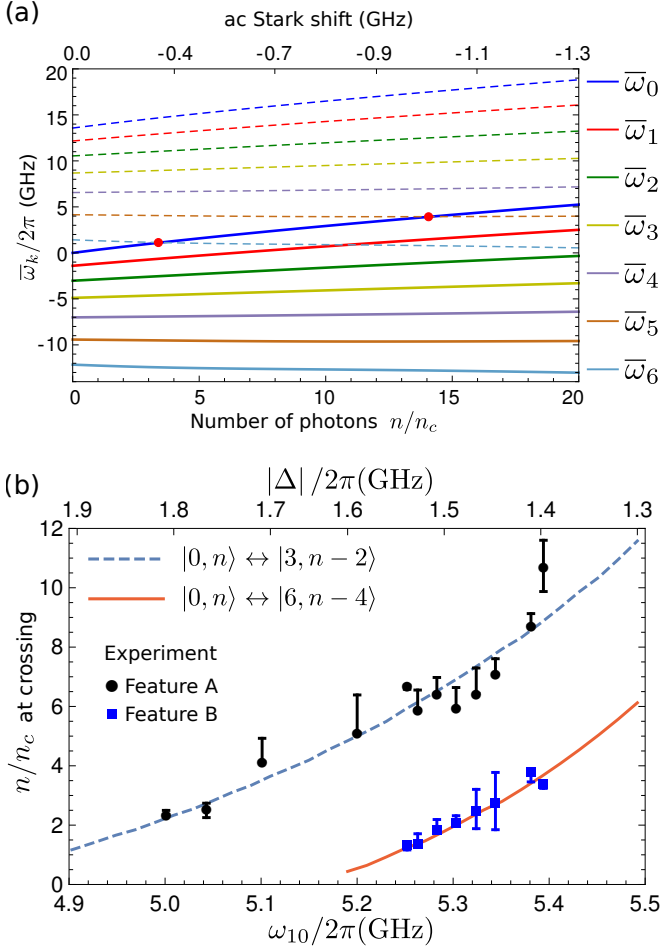 (a)
ac Stark shift (GHz)
0.0 -0.4 -0.7 -0.9 -1.1 -1.3
20
15
10
5
0
-5
-10
ω̅ₖ/2π (GHz)
ω̅₀
ω̅₁
ω̅₂
ω̅₃
ω̅₄
ω̅₅
ω̅₆
0 5 10 15 20
Number of photons n/n_c
(b)
|Δ|/2π(GHz)
1.9 1.8 1.7 1.6 1.5 1.4 1.3
12
10
8
6
4
2
0
n/n_c at crossing
|0, n⟩ ↔ |3, n − 2⟩
|0, n⟩ ↔ |6, n − 4⟩
Experiment
Feature A
Feature B
4.9 5.0 5.1 5.2 5.3 5.4 5.5
ω₁₀/2π(GHz)